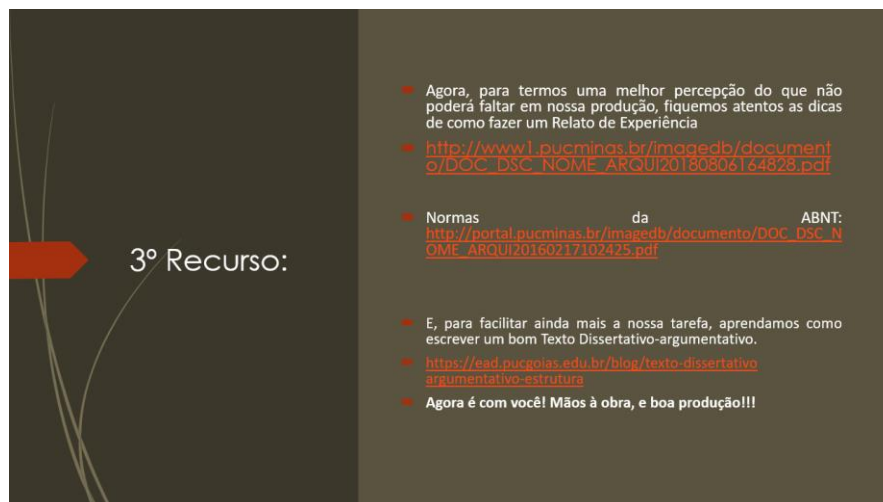 3º Recurso:
Agora, para termos uma melhor percepção do que não
poderá faltar em nossa produção, fiquemos atentos as dicas
de como fazer um Relato de Experiência
http://www1.pucminas.br/imagedb/document
o/DOC_DSC_NOME_ARQUI20180806164828.pdf
Normas da ABNT:
http://portal.pucminas.br/imagedb/documento/DOC_DSC_N
OME_ARQUI20160217102425.pdf
E, para facilitar ainda mais a nossa tarefa, aprendamos como
escrever um bom Texto Dissertativo-argumentativo.
https://ead.pucgoias.edu.br/blog/texto-dissertativo
argumentativo-estrutura
Agora é com você! Mãos à obra, e boa produção!!!